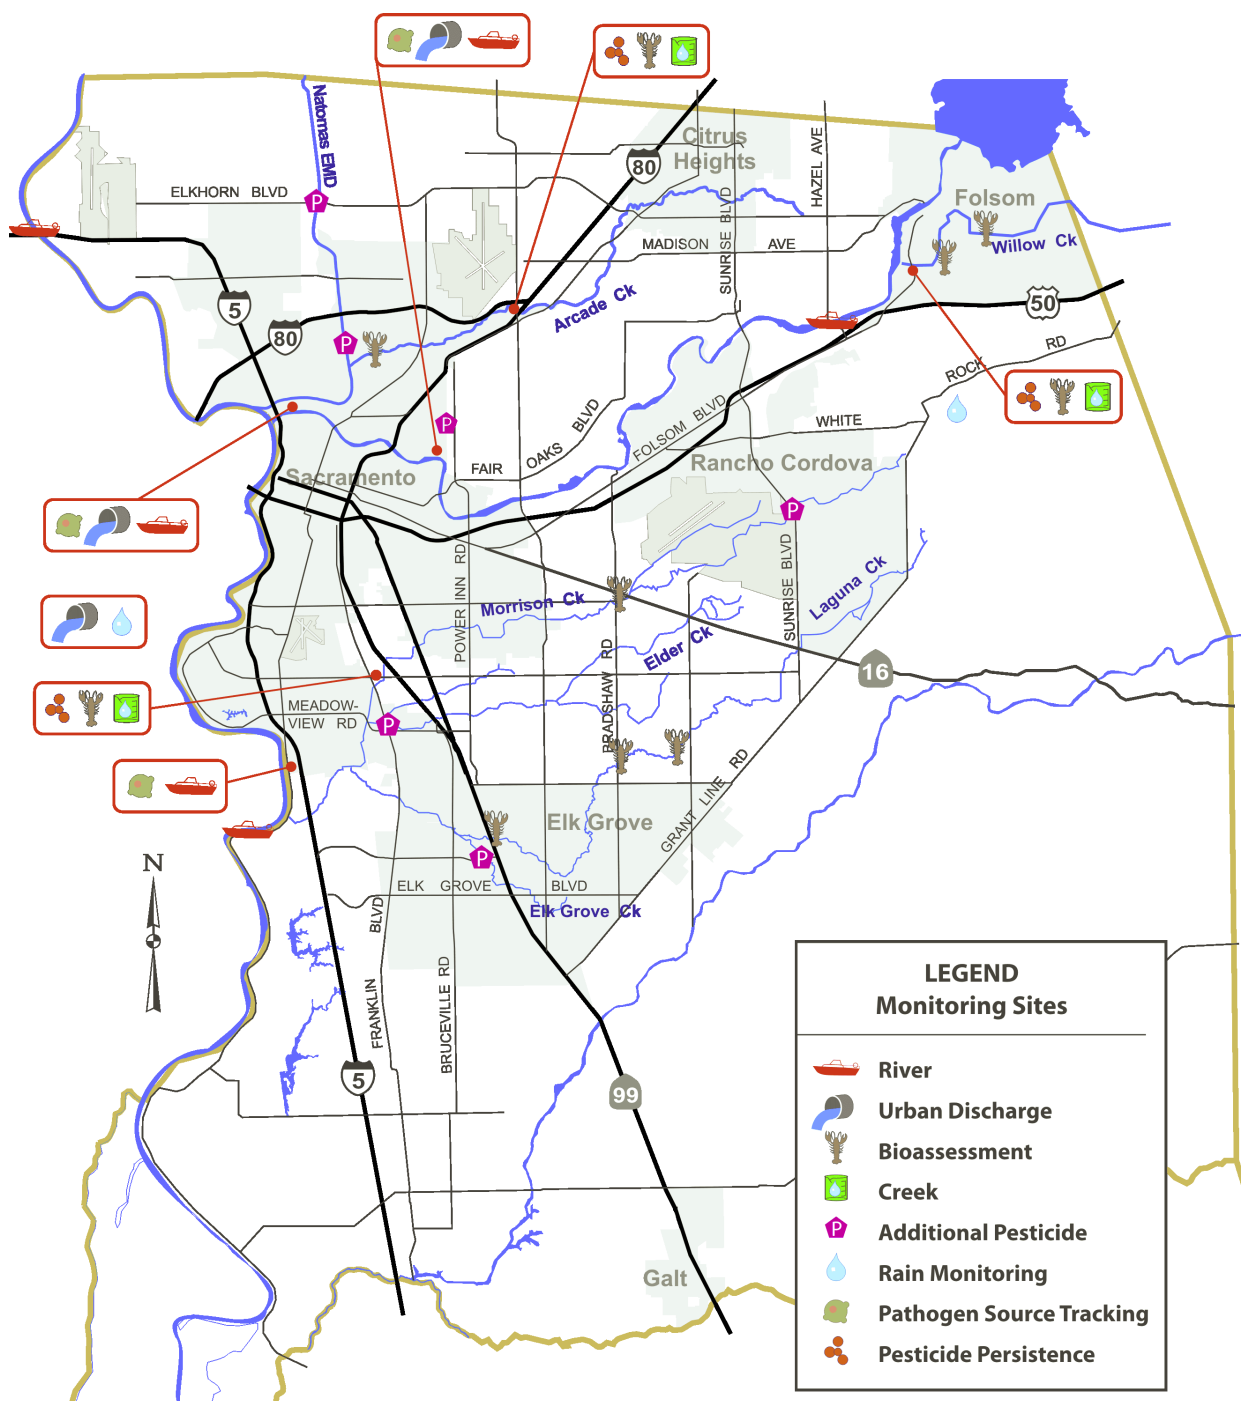 Natomas EMD
Citrus
Heights
80
HAZEL AVE
ELKHORN BLVD
P
SUNRISE BLVD
Folsom
MADISON AVE
Willow Ck
5
Arcade Ck
50
80
P
ROCK RD
P
OAKS BLVD
FOLSOM BLVD
WHITE
FAIR
Rancho Cordova
Sacramento
P
POWER INN RD
SUNRISE BLVD
Laguna Ck
Morrison Ck
Elder Ck
BRADSHAW RD
16
MEADOW-
VIEW RD
P
GRANT LINE RD
Elk Grove
P
N
ELK GROVE BLVD
Elk Grove Ck
FRANKLIN BLVD
BRUCEVILLE RD
5
99
Galt
LEGEND
Monitoring Sites
River
Urban Discharge
Bioassessment
Creek
P Additional Pesticide
Rain Monitoring
Pathogen Source Tracking
Pesticide Persistence